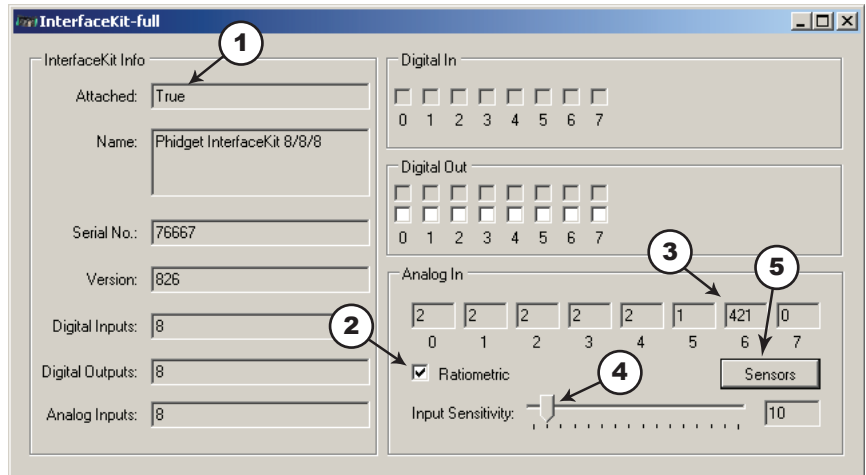 InterfaceKit-full
1
InterfaceKit Info
Attached: True
Name: Phidget InterfaceKit 8/8/8
Serial No.: 76667
Version: 826
Digital Inputs: 8
Digital Outputs: 8
Analog Inputs: 8
2
Digital In
0 1 2 3 4 5 6 7
Digital Out
0 1 2 3 4 5 6 7
3
5
Analog In
2 2 2 2 2 1 421 0
0 1 2 3 4 5 6 7
Ratiometric
4
Sensors
Input Sensitivity: 10